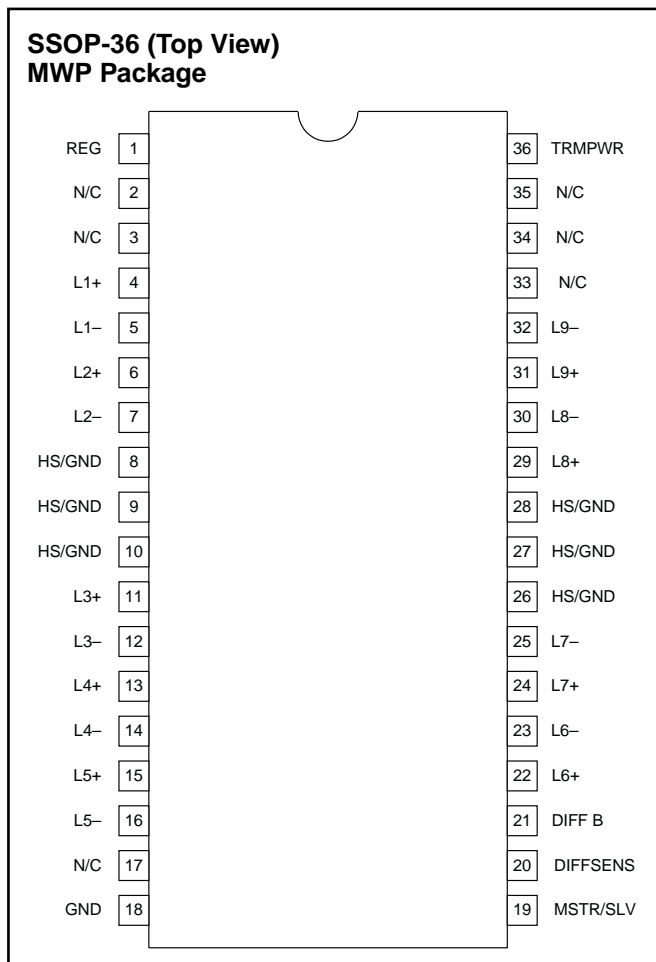 SSOP-36 (Top View)
MWP Package
REG 1 36 TRMPWR
N/C 2 35 N/C
N/C 3 34 N/C
L1+ 4 33 N/C
L1– 5 32 L9–
L2+ 6 31 L9+
L2– 7 30 L8–
HS/GND 8 29 L8+
HS/GND 9 28 HS/GND
HS/GND 10 27 HS/GND
L3+ 11 26 HS/GND
L3– 12 25 L7–
L4+ 13 24 L7+
L4– 14 23 L6–
L5+ 15 22 L6+
L5– 16 21 DIFF B
N/C 17 20 DIFFSENS
GND 18 19 MSTR/SLV